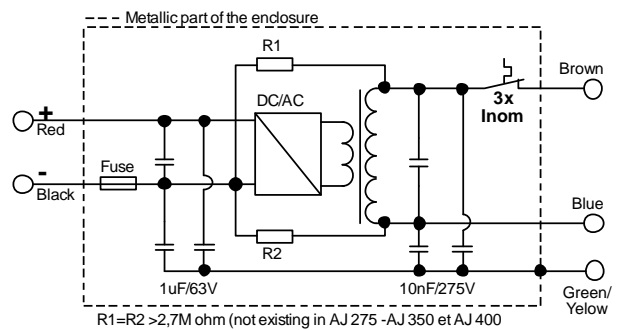 Metallic part of the enclosure
R1
Brown
DC/AC
3x
Inom
+
Red
-
Fuse
Black
Blue
R2
1uF/63V
10nF/275V
Green/
Yelow
R1=R2 >2,7M ohm (not existing in AJ 275 -AJ 350 et AJ 400